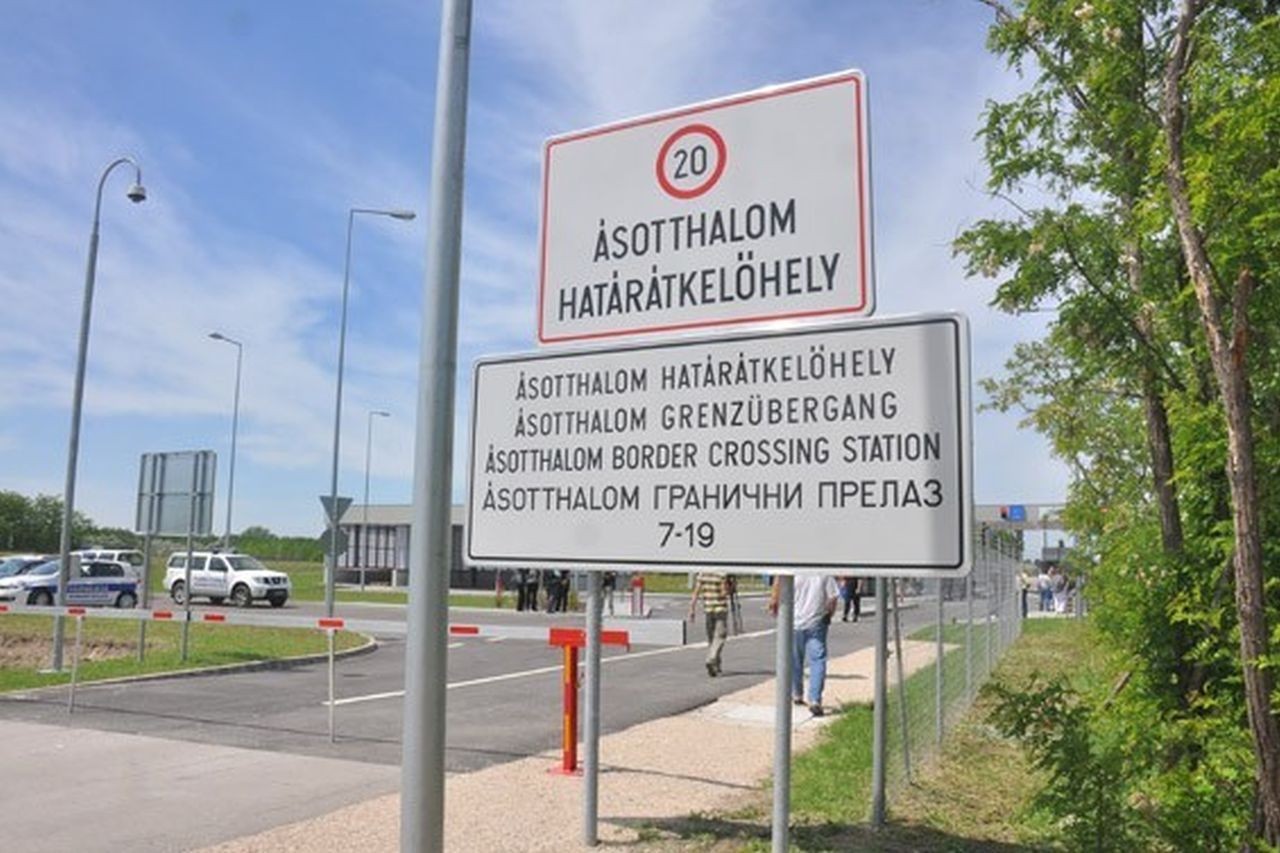 20
ÁSOTTHALOM
HATÁRÁTKELŐHELY
ÁSOTTHALOM HATÁRÁTKELŐHELY
ÁSOTTHALOM GRENZÜBERGANG
ÁSOTTHALOM BORDER CROSSING STATION
ÁSOTTHALOM ГРАНИЧНИ ПРЕЛАЗ
7-19